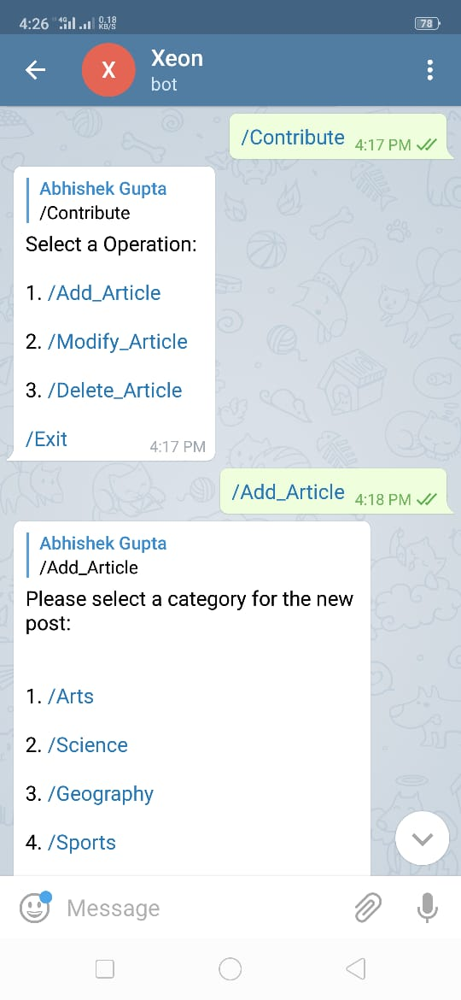 4:26 4G 0.18 KB/S 78
X
Xeon
bot
/Contribute 4:17 PM
Abhishek Gupta
/Contribute
Select a Operation:
1. /Add_Article
2. /Modify_Article
3. /Delete_Article
/Exit 4:17 PM
/Add_Article 4:18 PM
Abhishek Gupta
/Add_Article
Please select a category for the new
post:
1. /Arts
2. /Science
3. /Geography
4. /Sports
Message